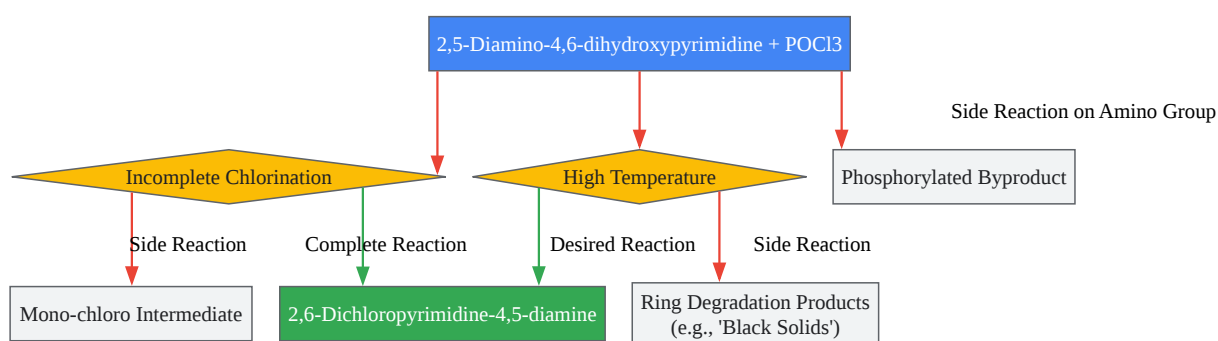 2,5-Diamino-4,6-dihydroxypyrimidine + POCl3
Side Reaction on Amino Group
Incomplete Chlorination
High Temperature
Phosphorylated Byproduct
Side Reaction
Complete Reaction
Desired Reaction
Side Reaction
Mono-chloro Intermediate
2,6-Dichloropyrimidine-4,5-diamine
Ring Degradation Products
(e.g., 'Black Solids')